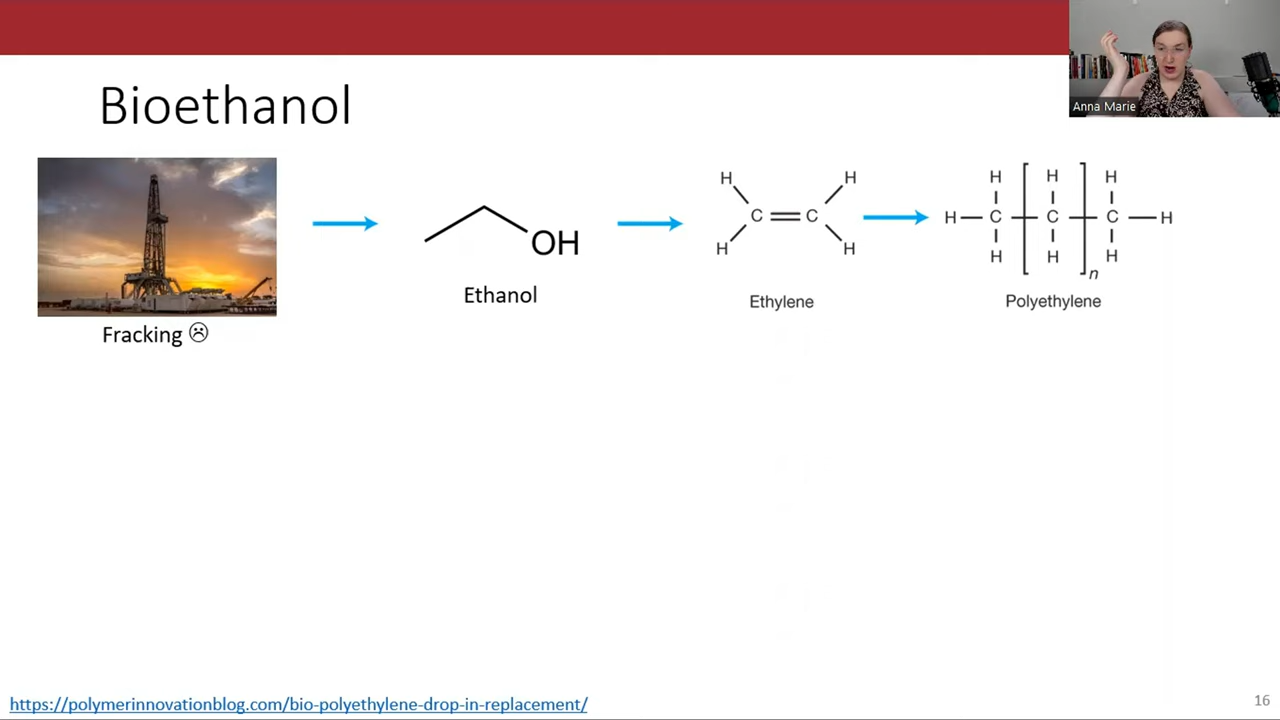 Anna Marie
Bioethanol
H H H H H
C C H C C C H
OH H H H H H
n
Ethanol Ethylene Polyethylene
Fracking ☹
https://polymerinnovationblog.com/bio-polyethylene-drop-in-replacement/
16